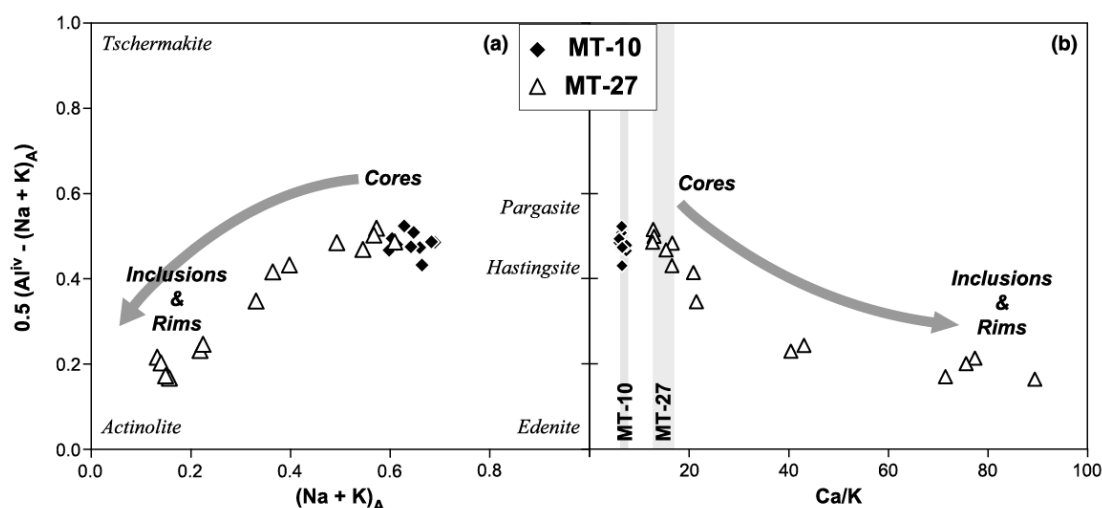 1.0
0.8
0.6
0.4
0.2
0.0
0.5 (Al^iv - (Na + K)_A)
Tschermakite
(a)
Cores
Inclusions
&
Rims
Actinolite
Pargasite
Hastingsite
Edenite
0.0
0.2
0.4
0.6
0.8
(Na + K)_A
MT-10
MT-27
(b)
Cores
Inclusions
&
Rims
MT-10
MT-27
20
40
60
80
100
Ca/K